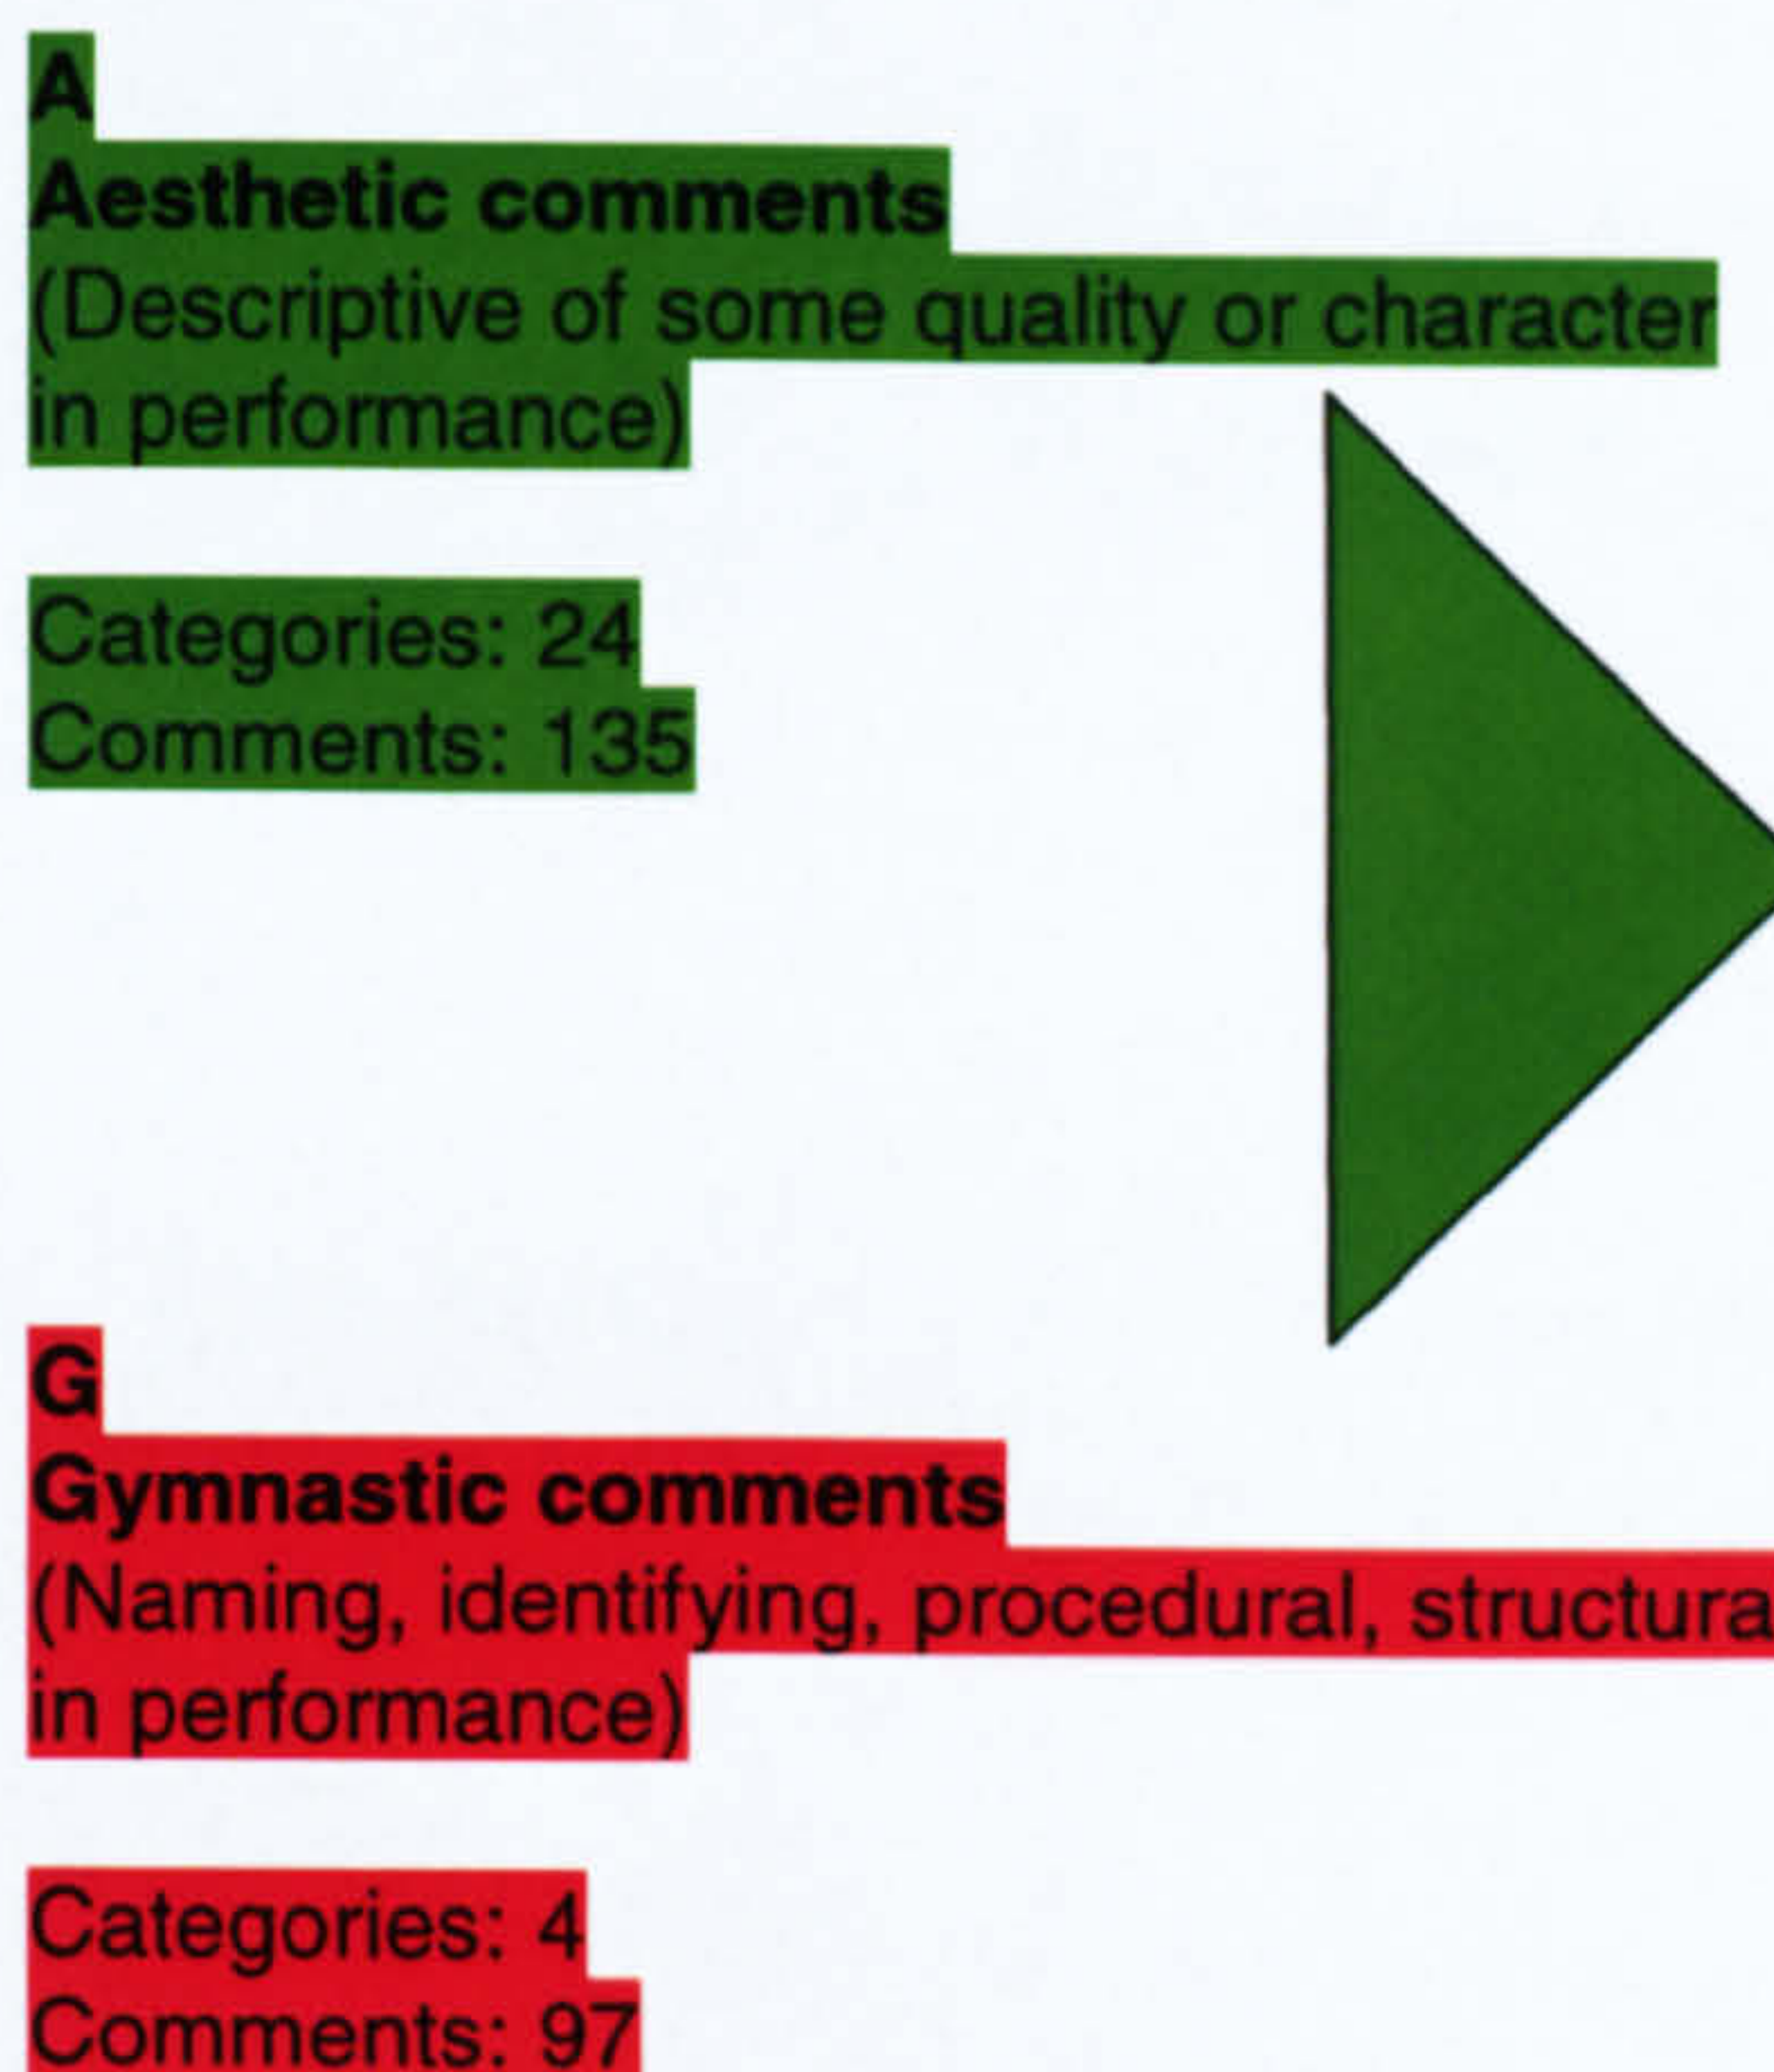 A
Aesthetic comments
(Descriptive of some quality or character
in performance)
Categories: 24
Comments: 135
G
Gymnastic comments
(Naming, identifying, procedural, structura
in performance)
Categories: 4
Comments: 97